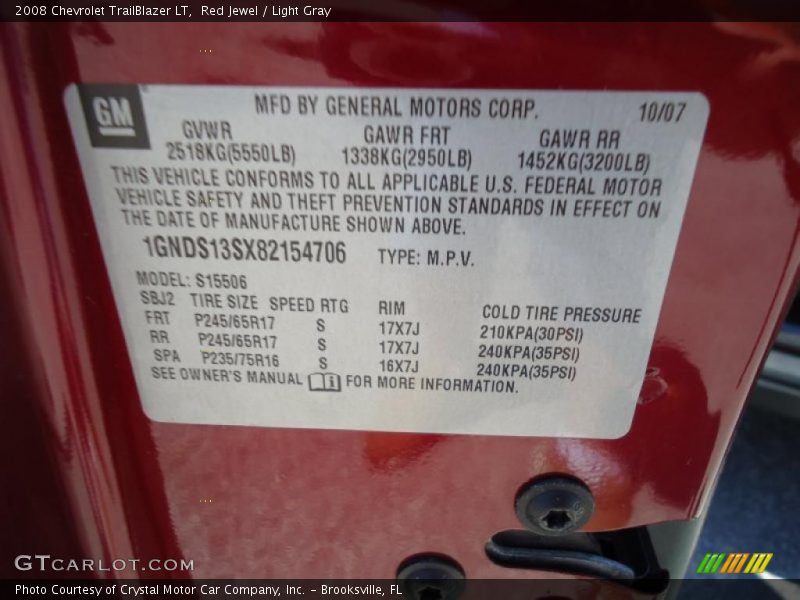 2008 Chevrolet TrailBlazer LT, Red Jewel / Light Gray
GM
MFD BY GENERAL MOTORS CORP. 10/07
GVWR GAWR FRT GAWR RR
2518KG(5550LB) 1338KG(2950LB) 1452KG(3200LB)
THIS VEHICLE CONFORMS TO ALL APPLICABLE U.S. FEDERAL MOTOR
VEHICLE SAFETY AND THEFT PREVENTION STANDARDS IN EFFECT ON
THE DATE OF MANUFACTURE SHOWN ABOVE.
1GNDS13SX82154706 TYPE: M.P.V.
MODEL: S15506
SBJ2 TIRE SIZE SPEED RTG RIM COLD TIRE PRESSURE
FRT P245/65R17 S 17X7J 210KPA(30PSI)
RR P245/65R17 S 17X7J 240KPA(35PSI)
SPA P235/75R16 S 16X7J 240KPA(35PSI)
SEE OWNER'S MANUAL FOR MORE INFORMATION.
GTCARLOT.COM
Photo Courtesy of Crystal Motor Car Company, Inc. - Brooksville, FL